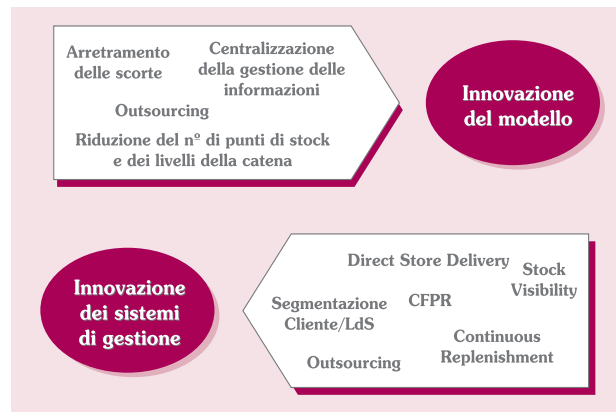 Arretramento
delle scorte
Centralizzazione
della gestione delle
informazioni
Outsourcing
Riduzione del nº di punti di stock
e dei livelli della catena
Innovazione
del modello
Innovazione
dei sistemi
di gestione
Direct Store Delivery
Stock
Visibility
Segmentazione
Cliente/LdS
CFPR
Continuous
Replenishment
Outsourcing